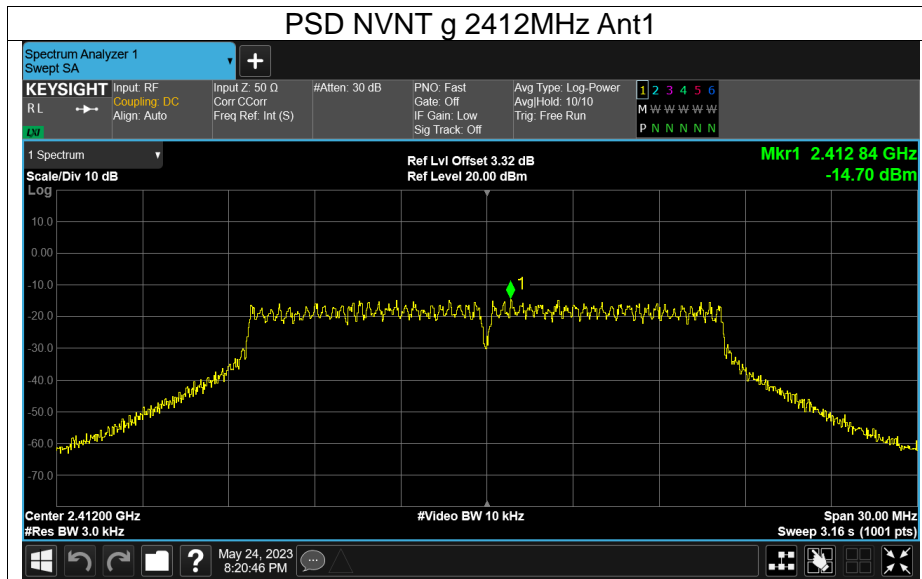 PSD NVNT g 2412MHz Ant1
Spectrum Analyzer 1
Swept SA
+
KEYSIGHT Input: RF Input Z: 50 Ω #Atten: 30 dB PNO: Fast Avg Type: Log-Power 1 2 3 4 5 6
RL Coupling: DC Corr CCorr Gate: Off Avg|Hold: 10/10 M W W W W W
Align: Auto Freq Ref: Int (S) IF Gain: Low Trig: Free Run
LXI Sig Track: Off P N N N N N
1 Spectrum Ref Lvl Offset 3.32 dB Mkr1 2.412 84 GHz
Scale/Div 10 dB Ref Level 20.00 dBm -14.70 dBm
Log
10.0
0.00
-10.0
1
-20.0
-30.0
-40.0
-50.0
-60.0
-70.0
Center 2.41200 GHz #Video BW 10 kHz Span 30.00 MHz
#Res BW 3.0 kHz Sweep 3.16 s (1001 pts)
? May 24, 2023
8:20:46 PM